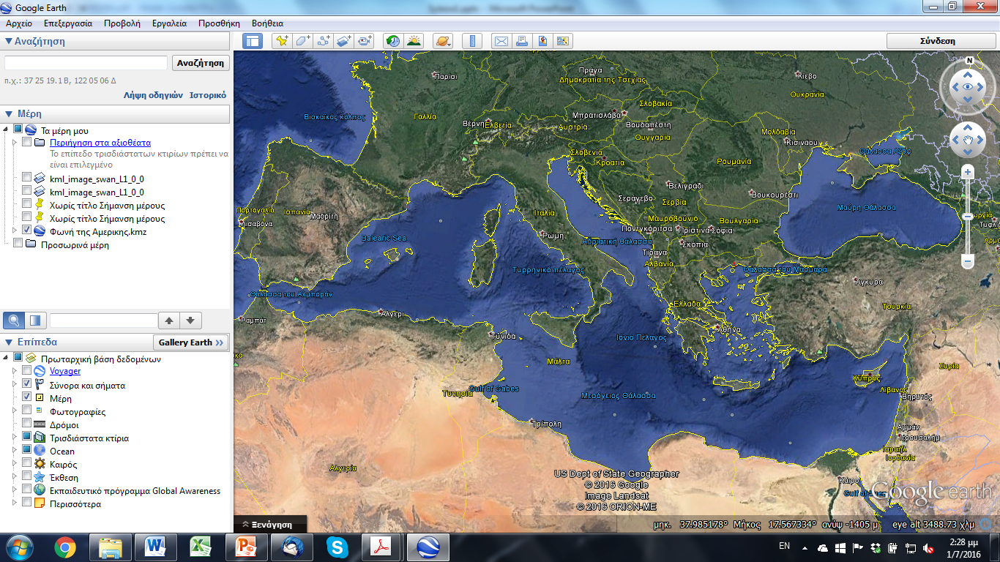 Google Earth
Αρχείο Επεξεργασία Προβολή Εργαλεία Προσθήκη Βοήθεια
Αναζήτηση
Αναζήτηση
π.χ.: 37 25 19.1 Β, 122 05 06 Δ
Λήψη οδηγιών Ιστορικό
Μέρη
Τα μέρη μου
Περιήγηση στα αξιοθέατα
Το επίπεδο τρισδιάστατων κτιρίων πρέπει να
είναι επιλεγμένο
kml_image_swan_L1_0_0
kml_image_swan_L1_0_0
Χωρίς τίτλο Σήμανση μέρους
Χωρίς τίτλο Σήμανση μέρους
Φωνή της Αμερικης.kmz
Προσωρινά μέρη
Επίπεδα
Gallery Earth »
Πρωταρχική βάση δεδομένων
Voyager
Σύνορα και σήματα
Μέρη
Φωτογραφίες
Δρόμοι
Τρισδιάστατα κτίρια
Ocean
Καιρός
Έκθεση
Εκπαιδευτικό πρόγραμμα Global Awareness
Περισσότερα
Σύνδεση
N
Παρίσι
Πράγα
Δημοκρατία της Τσεχίας
Κίεβο
Ουκρανία
Σλοβακία
Βισκαϊκός κόλπος
Γαλλία
Μπρατισλάβα
Βέρνη
Ελβετία
Αυστρία
Βουδαπέστη
Ουγγαρία
Μολδαβία
Κισινάου
Σλοβενία
Κροατία
Ρουμανία
Θάλασσα Αζόφ
Βελιγράδι
Βουκουρέστι
Σεράγεβο
Σερβία
Μαύρη Θάλασσα
Πορτογαλία
Ισπανία
Μαδρίτη
Λισαβόνα
Ιταλία
Μαυροβούνιο
Βουλγαρία
Ποντγκόριτσα
Πρίστινα
Σόφια
Ρώμη
Balearic Sea
Αδριατική θάλασσα
Σκόπια
Τίρανα
Αλβανία
Τυρρηνικό πέλαγος
Θάλασσα του Μαρμαρά
Άγκυρα
Θάλασσα του Αλμποράν
Ελλάδα
Τουρκία
Ραμπάτ
Αλγέρι
Αθήνα
Τύνιδα
Ιόνιο Πέλαγος
Μάλτα
Συρία
Κύπρος
Gulf of Gabes
Τυνησία
Μεσόγειος Θάλασσα
Λίβανος
Βηρυτός
Τρίπολη
Αμμάν
Ιερουσαλήμ
Ισραήλ
Ιορδανία
Αλγερία
Κάιρο
US Dept of State Geographer
© 2016 Google
Image Landsat
© 2016 ORION-ME
Google earth
Ξενάγηση
μηκ. 37.985178° Μήκος 17.567334° ανύψ -1405 μ eye alt 3488.73 χλμ
EN
2:28 μμ
1/7/2016